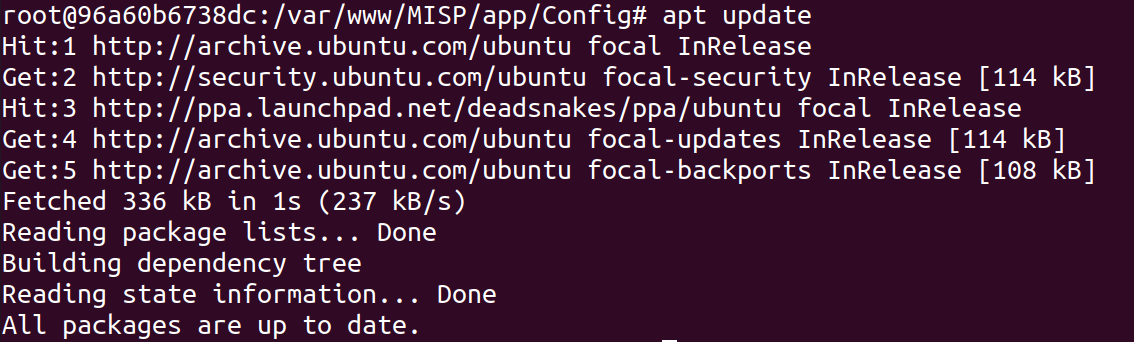 root@96a60b6738dc:/var/www/MISP/app/Config# apt update
Hit:1 http://archive.ubuntu.com/ubuntu focal InRelease
Get:2 http://security.ubuntu.com/ubuntu focal-security InRelease [114 kB]
Hit:3 http://ppa.launchpad.net/deadsnakes/ppa/ubuntu focal InRelease
Get:4 http://archive.ubuntu.com/ubuntu focal-updates InRelease [114 kB]
Get:5 http://archive.ubuntu.com/ubuntu focal-backports InRelease [108 kB]
Fetched 336 kB in 1s (237 kB/s)
Reading package lists... Done
Building dependency tree
Reading state information... Done
All packages are up to date.